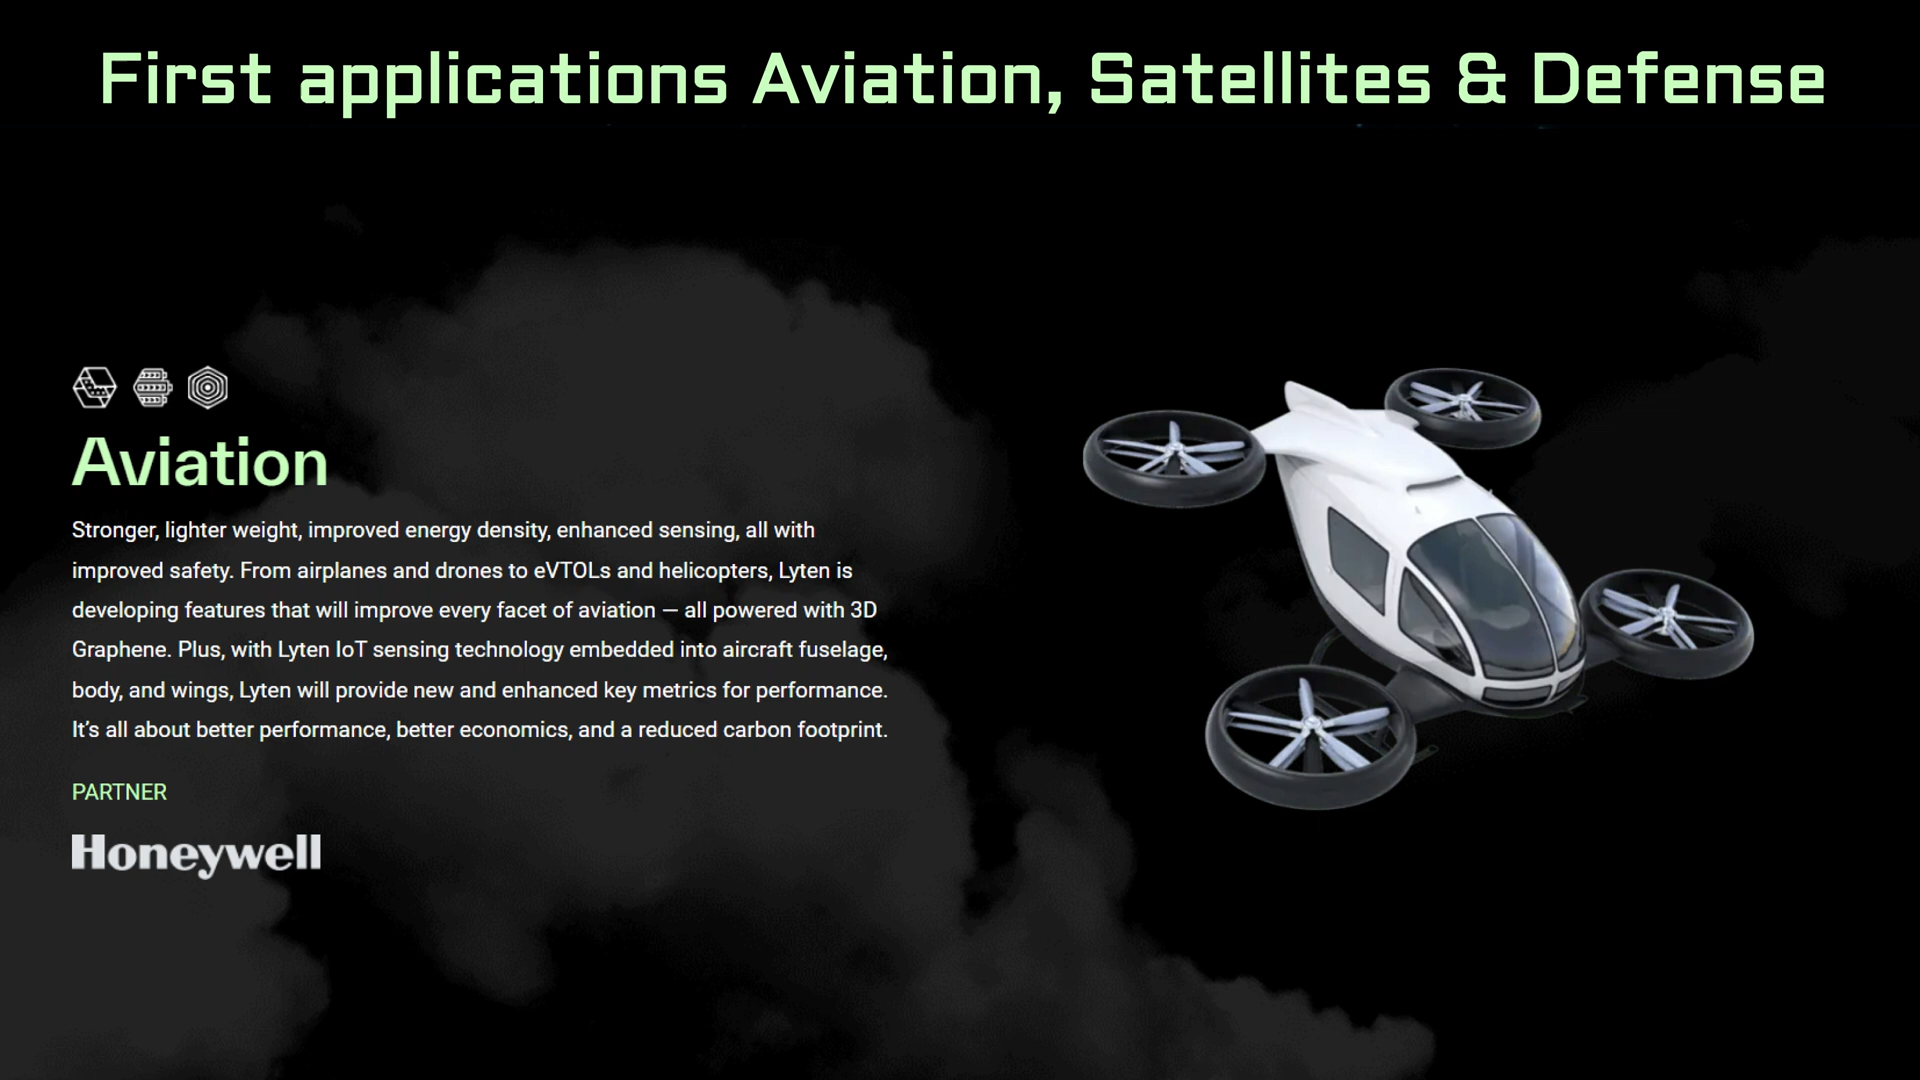 First applications Aviation, Satellites & Defense
Aviation
Stronger, lighter weight, improved energy density, enhanced sensing, all with
improved safety. From airplanes and drones to eVTOLs and helicopters, Lyten is
developing features that will improve every facet of aviation — all powered with 3D
Graphene. Plus, with Lyten IoT sensing technology embedded into aircraft fuselage,
body, and wings, Lyten will provide new and enhanced key metrics for performance.
It’s all about better performance, better economics, and a reduced carbon footprint.
PARTNER
Honeywell